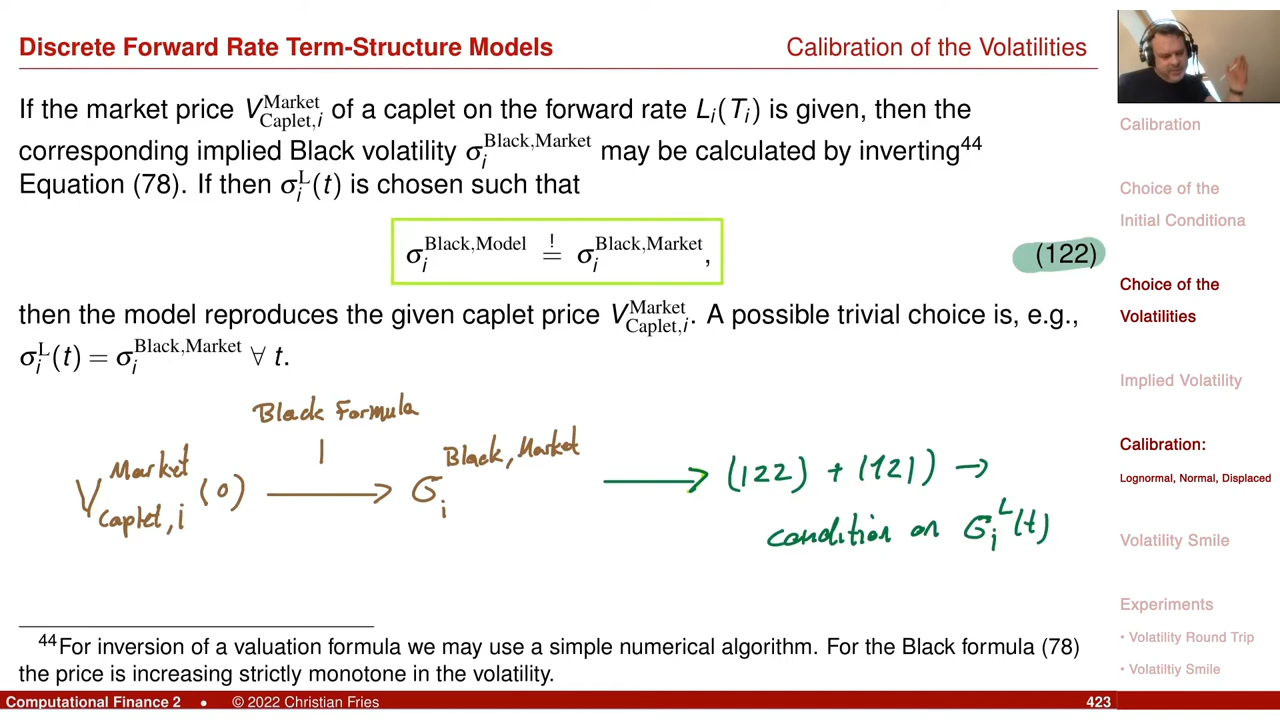 Discrete Forward Rate Term-Structure Models
Calibration of the Volatilities
If the market price V^Market_Caplet,i of a caplet on the forward rate L_i(T_i) is given, then the
corresponding implied Black volatility σ_i^Black,Market may be calculated by inverting^44
Equation (78). If then σ_i^L(t) is chosen such that
σ_i^Black,Model != σ_i^Black,Market,
(122)
then the model reproduces the given caplet price V^Market_Caplet,i. A possible trivial choice is, e.g.,
σ_i^L(t) = σ_i^Black,Market ∀ t.
Black Formula
V^Market_Caplet,i (0) → σ_i^Black,Market → (122) + (121) →
condition on σ_i^L(t)
^44 For inversion of a valuation formula we may use a simple numerical algorithm. For the Black formula (78)
the price is increasing strictly monotone in the volatility.
Computational Finance 2 • © 2022 Christian Fries 423
Calibration
Choice of the
Initial Conditiona
Choice of the
Volatilities
Implied Volatility
Calibration:
Lognormal, Normal, Displaced
Volatility Smile
Experiments
• Volatility Round Trip
• Volatiltiy Smile